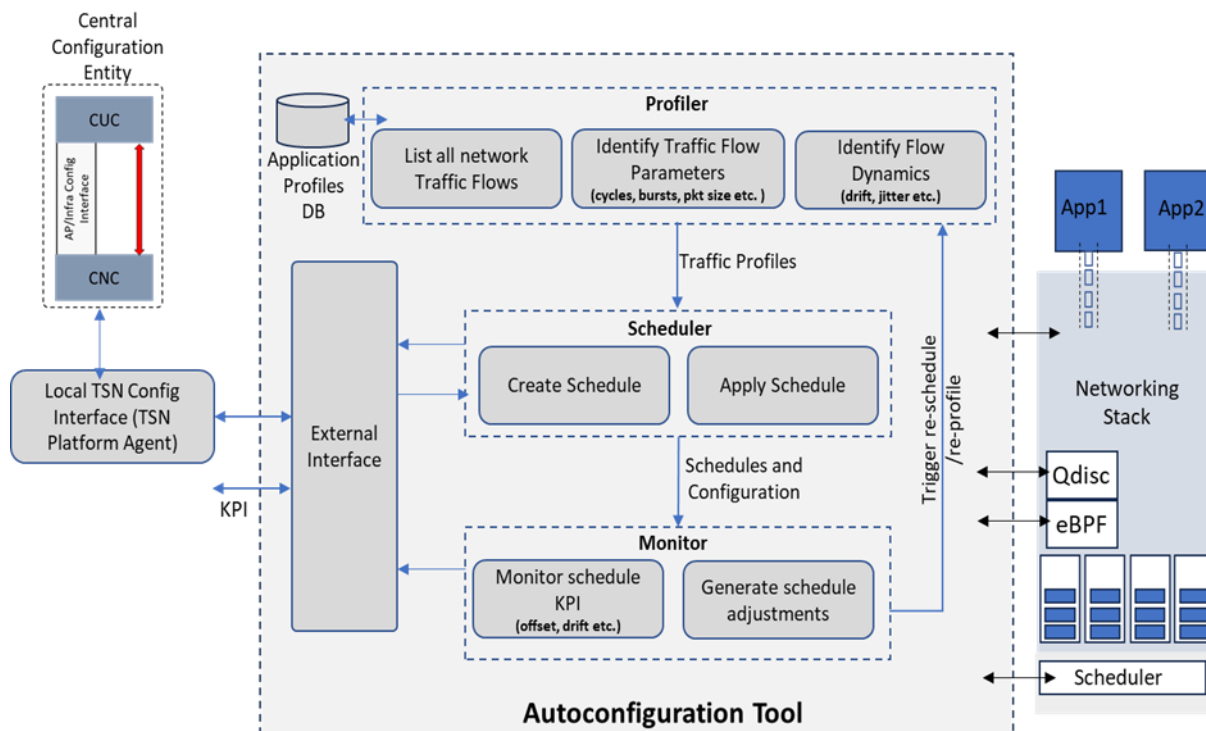 Central
Configuration
Entity
CUC
AP/Infra Config
Interface
CNC
Local TSN Config
Interface (TSN
Platform Agent)
KPI
Application
Profiles
DB
Profiler
List all network
Traffic Flows
Identify Traffic Flow
Parameters
(cycles, bursts, pkt size etc. )
Identify Flow
Dynamics
(drift, jitter etc.)
Traffic Profiles
External
Interface
Scheduler
Create Schedule
Apply Schedule
Schedules and
Configuration
Monitor
Monitor schedule
KPI
(offset, drift etc.)
Generate schedule
adjustments
Trigger re-schedule
/re-profile
Autoconfiguration Tool
App1
App2
Networking
Stack
Qdisc
eBPF
Scheduler